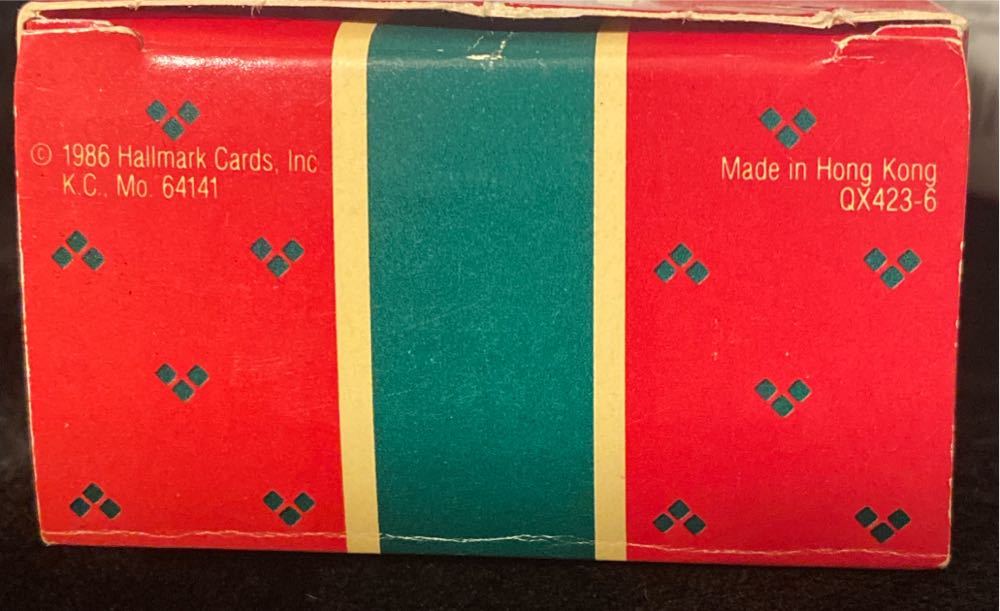 © 1986 Hallmark Cards, Inc.
K.C., Mo. 64141
Made in Hong Kong
QX423-6